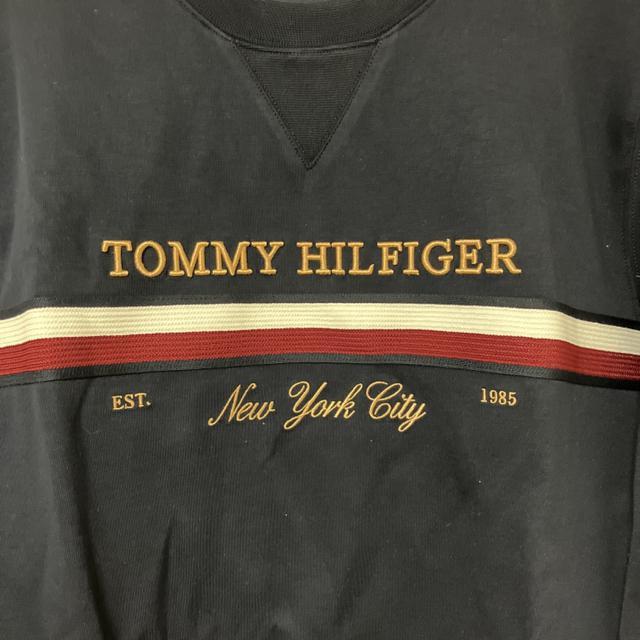 TOMMY HILFIGER
EST. New York City 1985